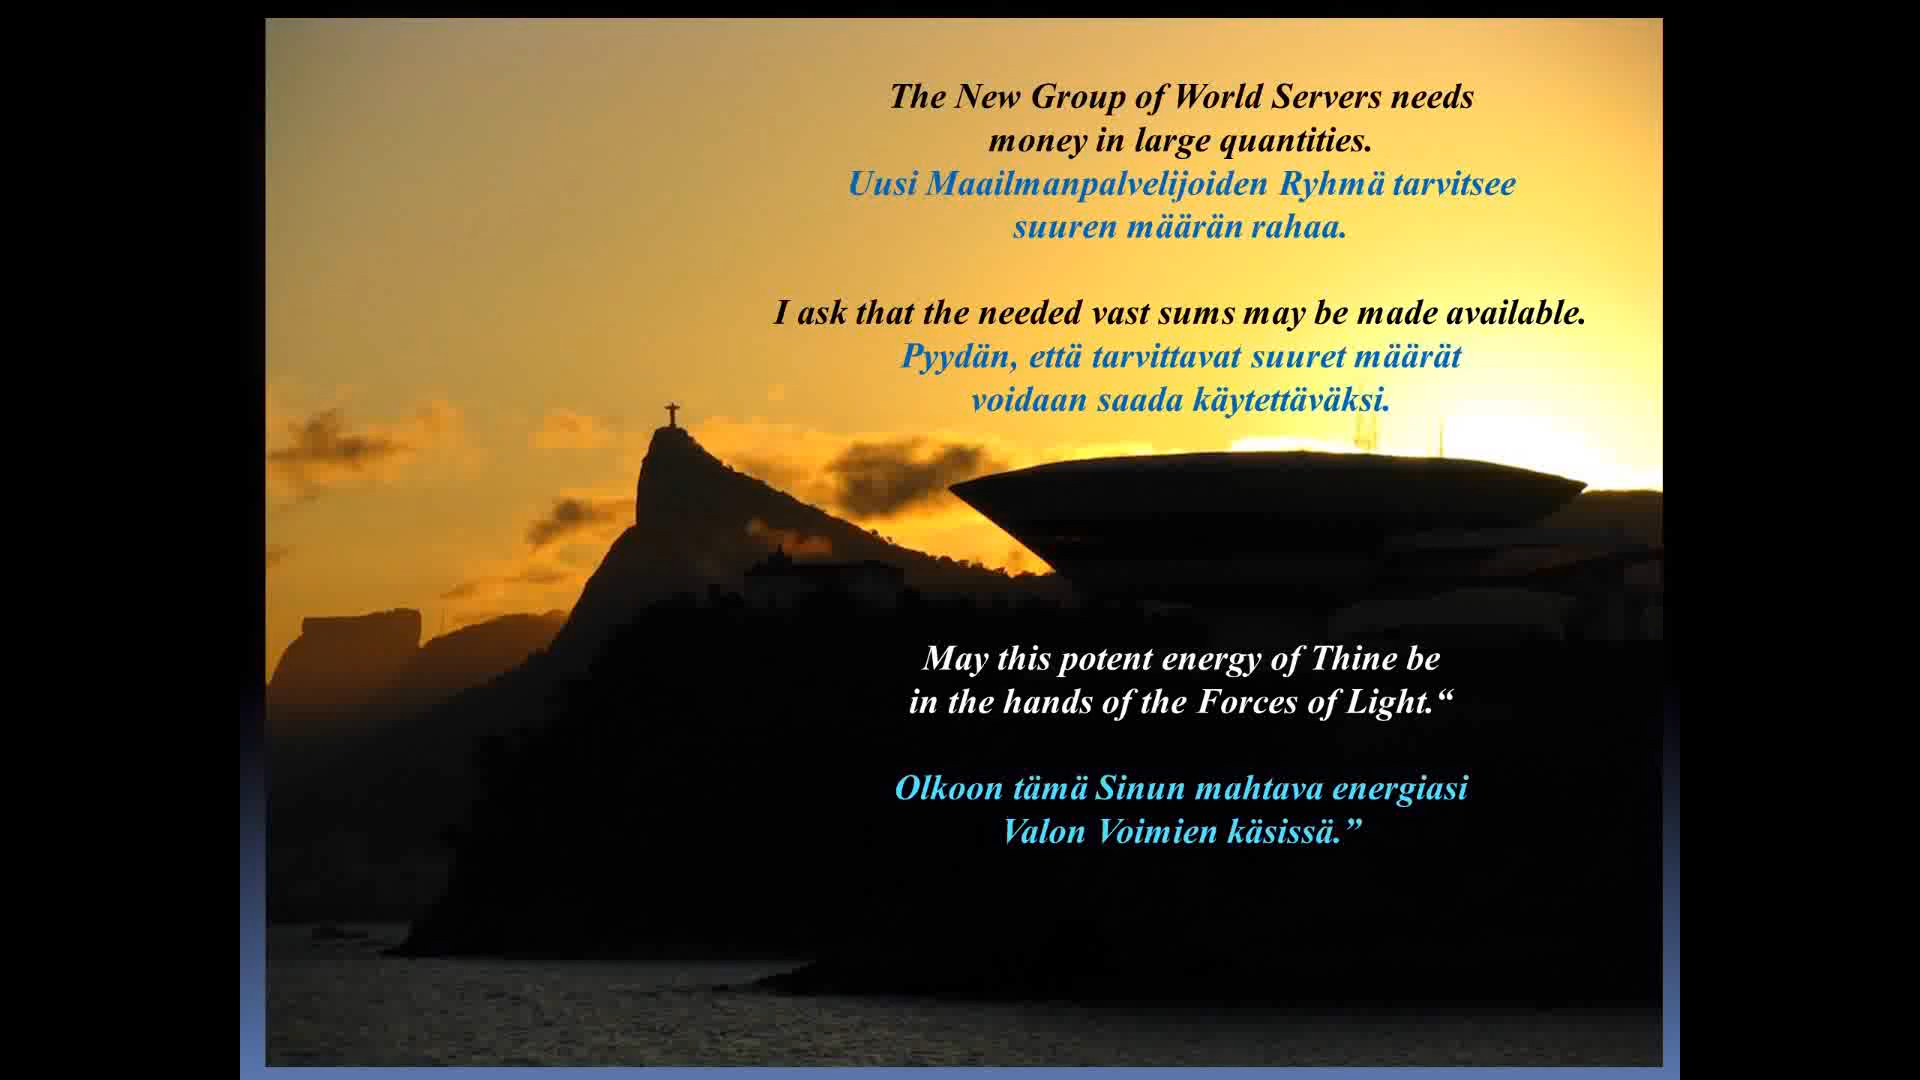 The New Group of World Servers needs
money in large quantities.
Uusi Maailmanpalvelijoiden Ryhmä tarvitsee
suuren määrän rahaa.
I ask that the needed vast sums may be made available.
Pyydän, että tarvittavat suuret määrät
voidaan saada käytettäväksi.
May this potent energy of Thine be
in the hands of the Forces of Light.“
Olkoon tämä Sinun mahtava energiasi
Valon Voimien käsissä.”